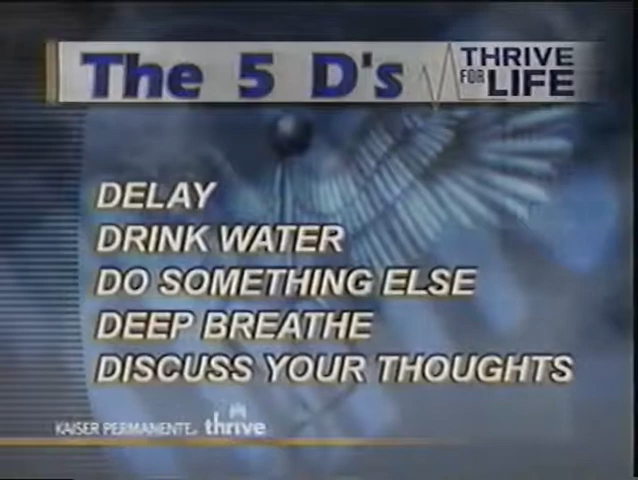 The 5 D's
THRIVE
FOR LIFE
DELAY
DRINK WATER
DO SOMETHING ELSE
DEEP BREATHE
DISCUSS YOUR THOUGHTS
KAISER PERMANENTE. thrive